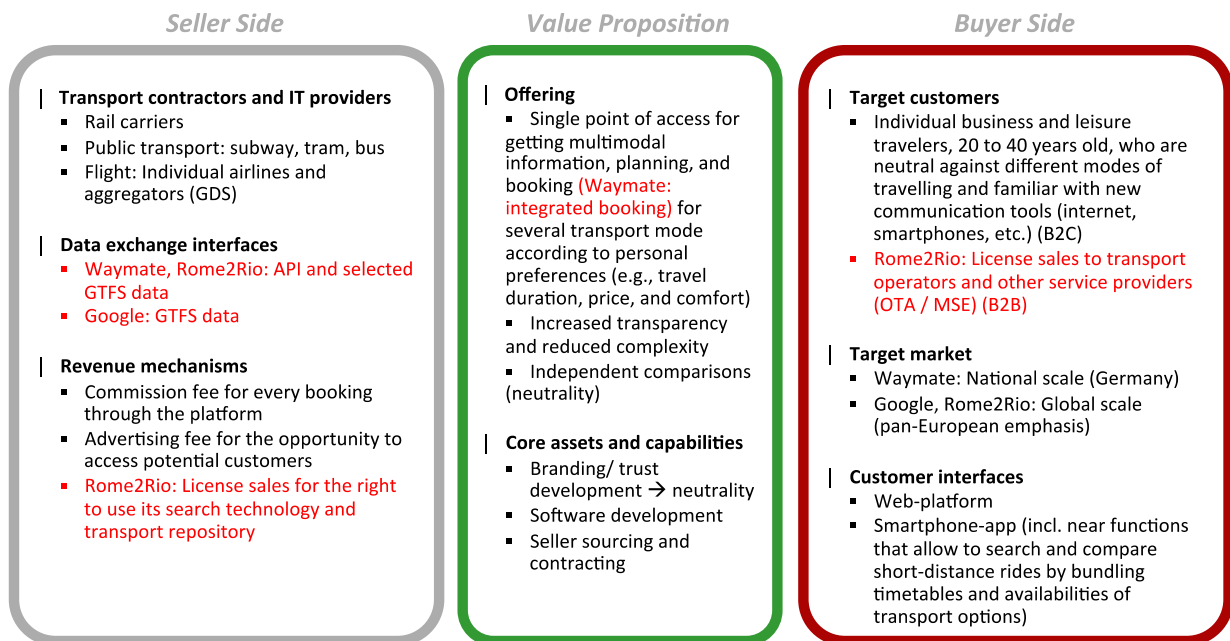 Seller Side
Transport contractors and IT providers
▪ Rail carriers
▪ Public transport: subway, tram, bus
▪ Flight: Individual airlines and
aggregators (GDS)
Data exchange interfaces
▪ Waymate, Rome2Rio: API and selected
GTFS data
▪ Google: GTFS data
Revenue mechanisms
▪ Commission fee for every booking
through the platform
▪ Advertising fee for the opportunity to
access potential customers
▪ Rome2Rio: License sales for the right
to use its search technology and
transport repository
Value Proposition
Offering
▪ Single point of access for
getting multimodal
information, planning, and
booking (Waymate:
integrated booking) for
several transport mode
according to personal
preferences (e.g., travel
duration, price, and comfort)
▪ Increased transparency
and reduced complexity
▪ Independent comparisons
(neutrality)
Core assets and capabilities
▪ Branding/ trust
development → neutrality
▪ Software development
▪ Seller sourcing and
contracting
Buyer Side
Target customers
▪ Individual business and leisure
travelers, 20 to 40 years old, who are
neutral against different modes of
travelling and familiar with new
communication tools (internet,
smartphones, etc.) (B2C)
▪ Rome2Rio: License sales to transport
operators and other service providers
(OTA / MSE) (B2B)
Target market
▪ Waymate: National scale (Germany)
▪ Google, Rome2Rio: Global scale
(pan-European emphasis)
Customer interfaces
▪ Web-platform
▪ Smartphone-app (incl. near functions
that allow to search and compare
short-distance rides by bundling
timetables and availabilities of
transport options)